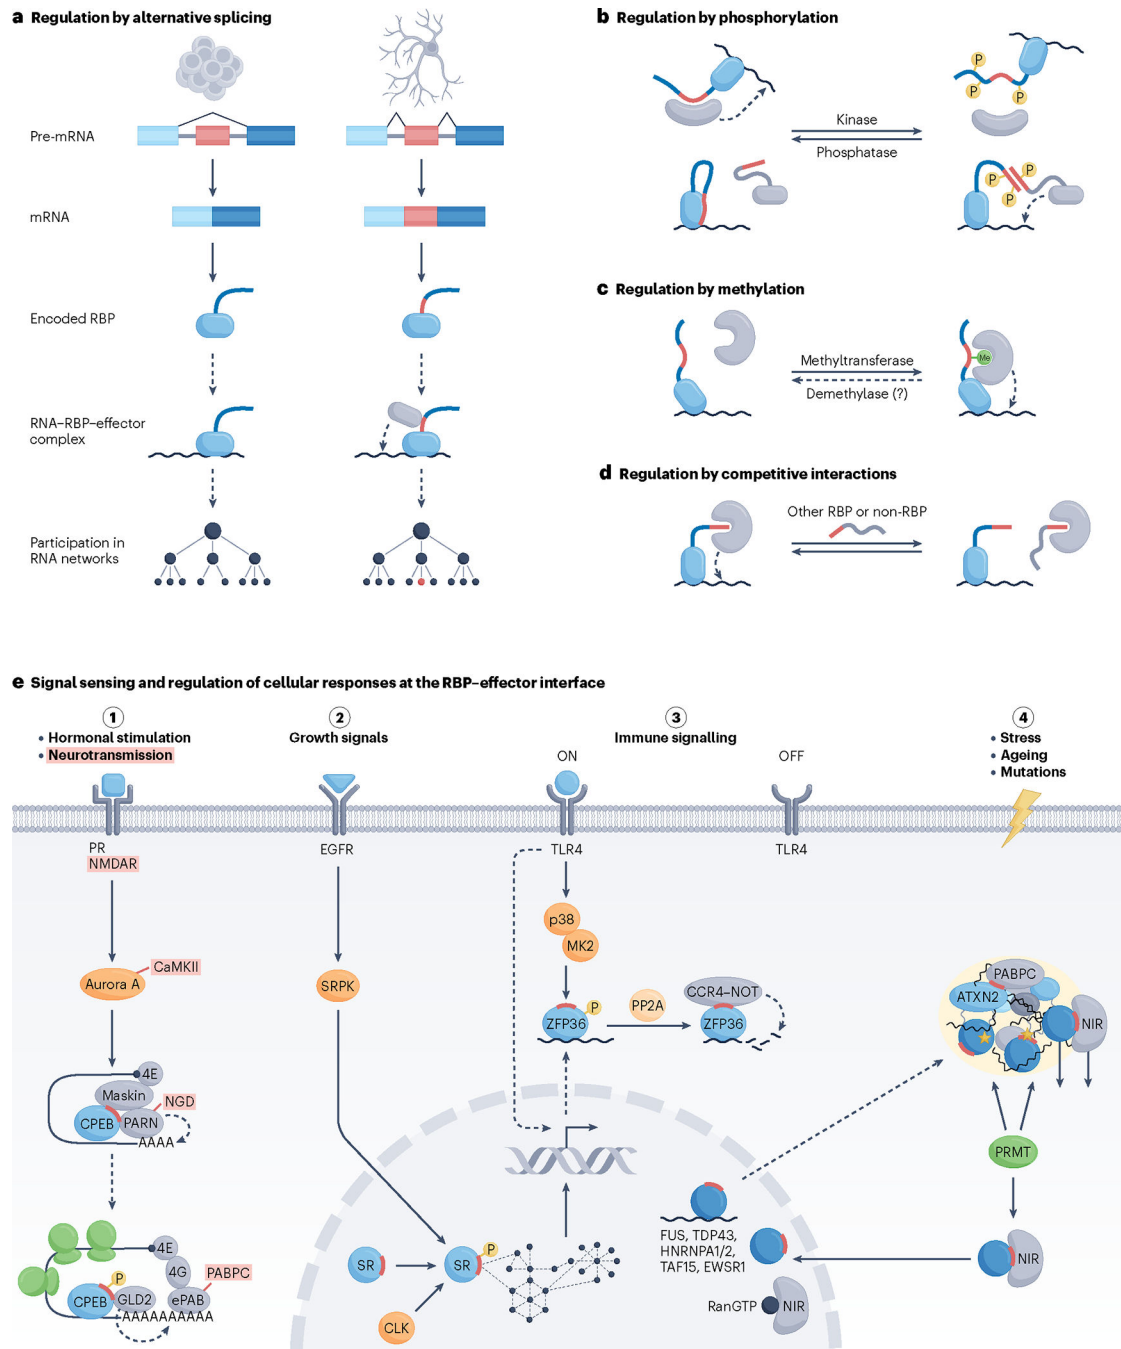 a Regulation by alternative splicing
Pre-mRNA
mRNA
Encoded RBP
RNA–RBP–effector
complex
Participation in
RNA networks
b Regulation by phosphorylation
P
P
P
Kinase
Phosphatase
P
P
P
c Regulation by methylation
Methyltransferase
Demethylase (?)
Me
d Regulation by competitive interactions
Other RBP or non-RBP
e Signal sensing and regulation of cellular responses at the RBP–effector interface
1
• Hormonal stimulation
• Neurotransmission
PR
NMDAR
Aurora A
CaMKII
4E
Maskin
NGD
CPEB
PARN
AAAA
4E
4G
PABPC
P
CPEB
GLD2
ePAB
AAAAAAAAAA
2
Growth signals
EGFR
SRPK
SR
SR
P
CLK
3
Immune signalling
ON
OFF
TLR4
TLR4
p38
MK2
P
ZFP36
PP2A
CCR4–NOT
ZFP36
FUS, TDP43,
HNRNPA1/2,
TAF15, EWSR1
RanGTP
NIR
4
• Stress
• Ageing
• Mutations
PABPC
ATXN2
NIR
PRMT
NIR